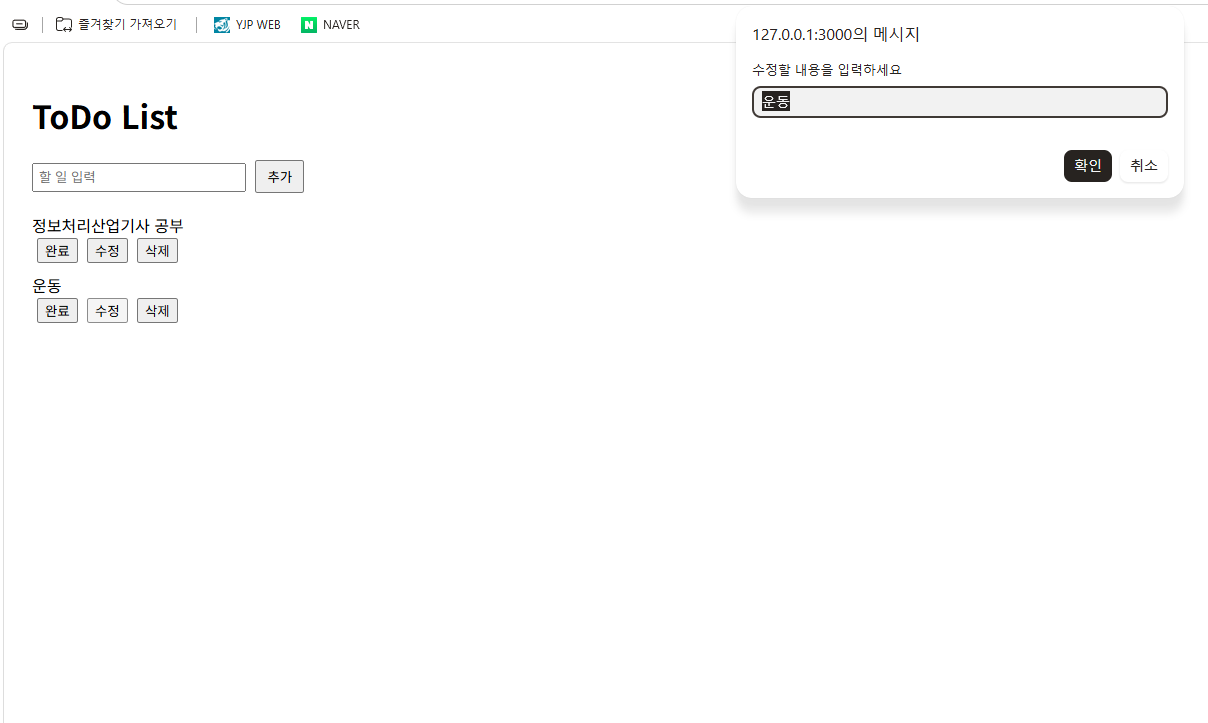 즐겨찾기 가져오기 YJP WEB NAVER
127.0.0.1:3000의 메시지
수정할 내용을 입력하세요
운동
확인 취소
ToDo List
할 일 입력 추가
정보처리산업기사 공부
완료 수정 삭제
운동
완료 수정 삭제